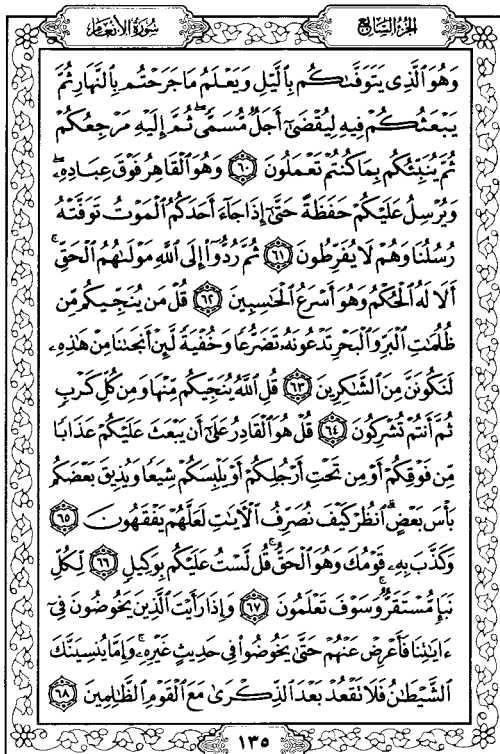 الجزء السابع
سورة الأنعام
وَهُوَ ٱلَّذِى يَتَوَفَّىٰكُم بِٱلَّيْلِ وَيَعْلَمُ مَا جَرَحْتُم بِٱلنَّهَارِ ثُمَّ
يَبْعَثُكُمْ فِيهِ لِيُقْضَىٰٓ أَجَلٌ مُّسَمًّى ۖ ثُمَّ إِلَيْهِ مَرْجِعُكُمْ
ثُمَّ يُنَبِّئُكُم بِمَا كُنتُمْ تَعْمَلُونَ ٦٠ وَهُوَ ٱلْقَاهِرُ فَوْقَ عِبَادِهِۦ ۖ
وَيُرْسِلُ عَلَيْكُمْ حَفَظَةً حَتَّىٰٓ إِذَا جَآءَ أَحَدَكُمُ ٱلْمَوْتُ تَوَفَّتْهُ
رُسُلُنَا وَهُمْ لَا يُفَرِّطُونَ ٦١ ثُمَّ رُدُّوٓا۟ إِلَى ٱللَّهِ مَوْلَىٰهُمُ ٱلْحَقِّ ۚ
أَلَا لَهُ ٱلْحُكْمُ وَهُوَ أَسْرَعُ ٱلْحَٰسِبِينَ ٦٢ قُلْ مَن يُنَجِّيكُم مِّن
ظُلُمَٰتِ ٱلْبَرِّ وَٱلْبَحْرِ تَدْعُونَهُۥ تَضَرُّعًا وَخُفْيَةً لَّئِنْ أَنجَىٰنَا مِنْ هَٰذِهِۦ
لَنَكُونَنَّ مِنَ ٱلشَّٰكِرِينَ ٦٣ قُلِ ٱللَّهُ يُنَجِّيكُم مِّنْهَا وَمِن كُلِّ كَرْبٍ
ثُمَّ أَنتُمْ تُشْرِكُونَ ٦٤ قُلْ هُوَ ٱلْقَادِرُ عَلَىٰٓ أَن يَبْعَثَ عَلَيْكُمْ عَذَابًا
مِّن فَوْقِكُمْ أَوْ مِن تَحْتِ أَرْجُلِكُمْ أَوْ يَلْبِسَكُمْ شِيَعًا وَيُذِيقَ بَعْضَكُم
بَأْسَ بَعْضٍ ۗ ٱنظُرْ كَيْفَ نُصَرِّفُ ٱلْءَايَٰتِ لَعَلَّهُمْ يَفْقَهُونَ ٦٥
وَكَذَّبَ بِهِۦ قَوْمُكَ وَهُوَ ٱلْحَقُّ ۚ قُل لَّسْتُ عَلَيْكُم بِوَكِيلٍ ٦٦ لِّكُلِّ
نَبَإٍ مُّسْتَقَرٌّ ۚ وَسَوْفَ تَعْلَمُونَ ٦٧ وَإِذَا رَأَيْتَ ٱلَّذِينَ يَخُوضُونَ فِىٓ
ءَايَٰتِنَا فَأَعْرِضْ عَنْهُمْ حَتَّىٰ يَخُوضُوا۟ فِى حَدِيثٍ غَيْرِهِۦ ۚ وَإِمَّا يُنسِيَنَّكَ
ٱلشَّيْطَٰنُ فَلَا تَقْعُدْ بَعْدَ ٱلذِّكْرَىٰ مَعَ ٱلْقَوْمِ ٱلظَّٰلِمِينَ ٦٨
١٣٥